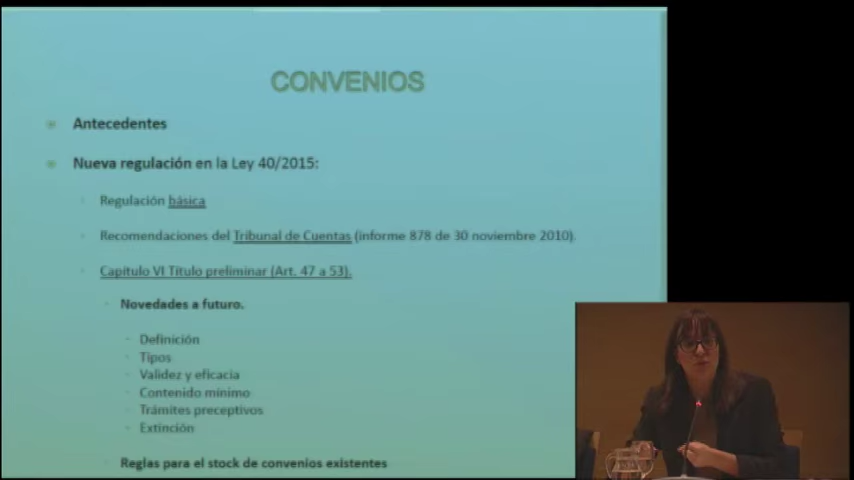 CONVENIOS
Antecedentes
Nueva regulación en la Ley 40/2015:
Regulación básica
Recomendaciones del Tribunal de Cuentas (informe 878 de 30 noviembre 2010).
Capítulo VI Título preliminar (Art. 47 a 53).
Novedades a futuro.
Definición
Tipos
Validez y eficacia
Contenido mínimo
Trámites preceptivos
Extinción
Reglas para el stock de convenios existentes